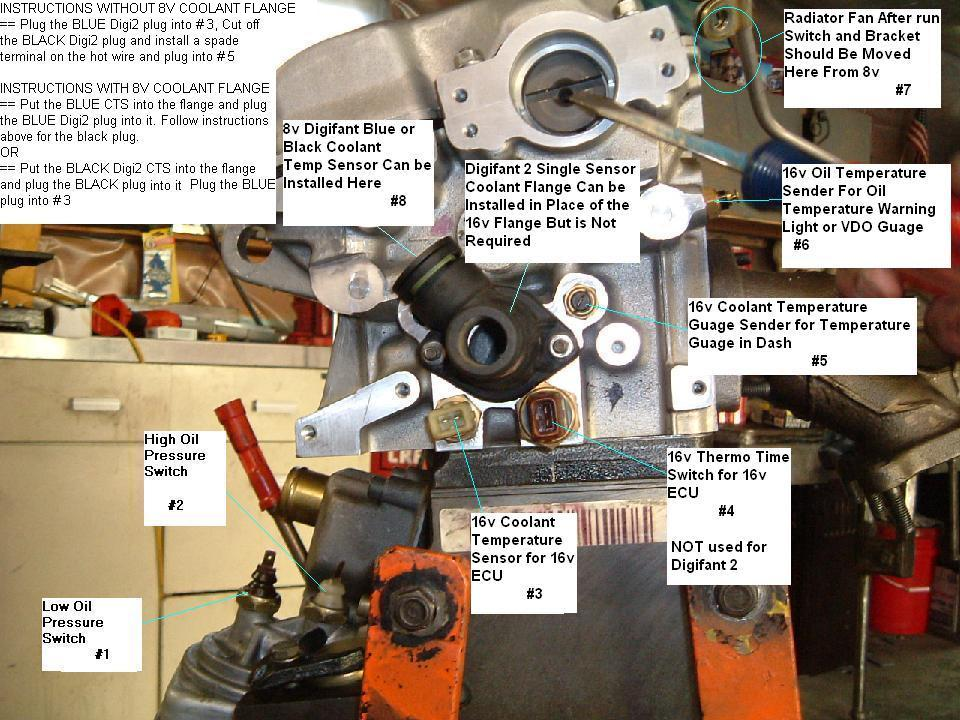 INSTRUCTIONS WITHOUT 8V COOLANT FLANGE
== Plug the BLUE Digi2 plug into #3, Cut off
the BLACK Digi2 plug and install a spade
terminal on the hot wire and plug into #5
INSTRUCTIONS WITH 8V COOLANT FLANGE
== Put the BLUE CTS into the flange and plug
the BLUE Digi2 plug into it. Follow instructions
above for the black plug.
OR
== Put the BLACK Digi2 CTS into the flange
and plug the BLACK plug into it Plug the BLUE
plug into #3
Radiator Fan After run
Switch and Bracket
Should Be Moved
Here From 8v
#7
8v Digifant Blue or
Black Coolant
Temp Sensor Can be
Installed Here
#8
Digifant 2 Single Sensor
Coolant Flange Can be
Installed in Place of the
16v Flange But is Not
Required
16v Oil Temperature
Sender For Oil
Temperature Warning
Light or VDO Guage
#6
16v Coolant Temperature
Guage Sender for Temperature
Guage in Dash
#5
High Oil
Pressure
Switch
#2
16v Thermo Time
Switch for 16v
ECU
#4
NOT used for
Digifant 2
16v Coolant
Temperature
Sensor for 16v
ECU
#3
Low Oil
Pressure
Switch
#1